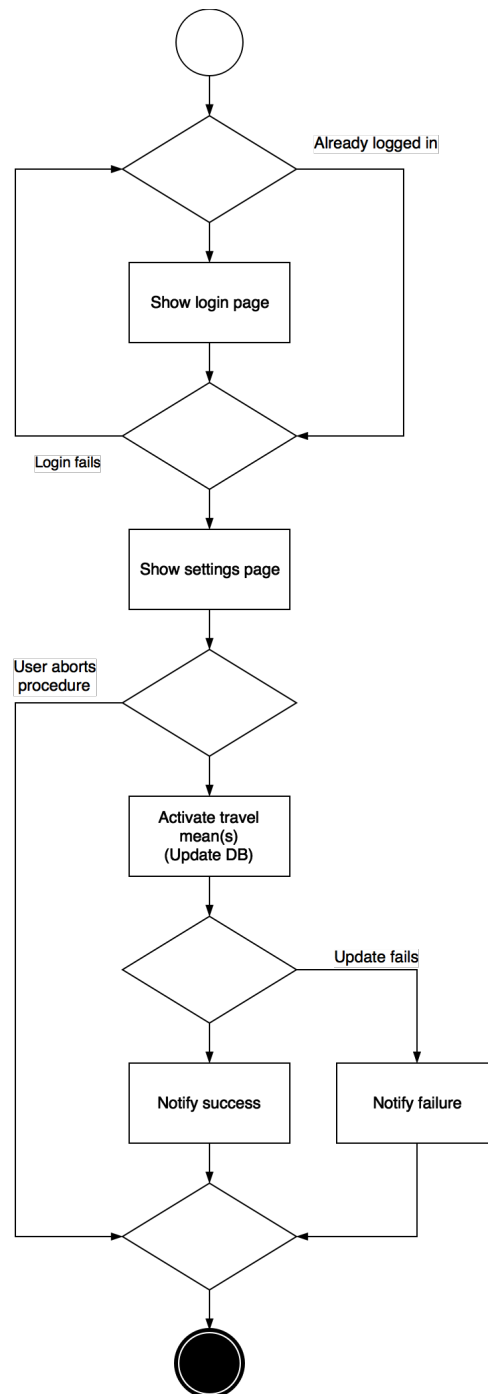 Already logged in
Show login page
Login fails
Show settings page
User aborts
procedure
Activate travel
mean(s)
(Update DB)
Update fails
Notify success
Notify failure